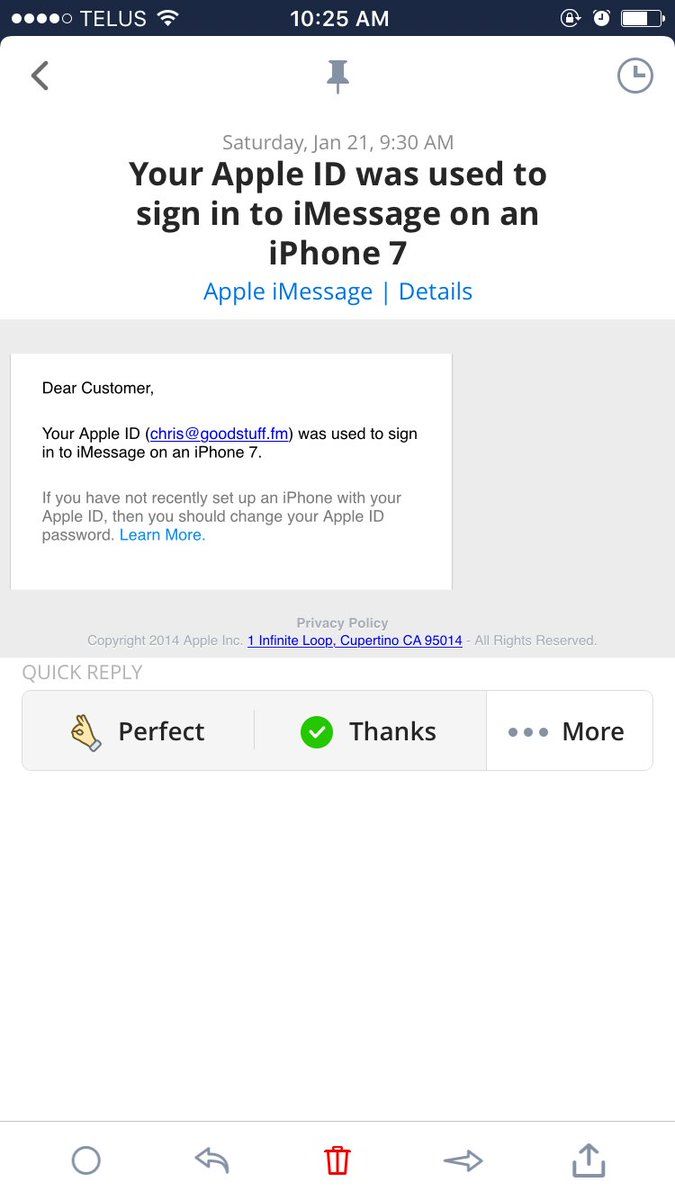 TELUS 10:25 AM
Saturday, Jan 21, 9:30 AM
Your Apple ID was used to
sign in to iMessage on an
iPhone 7
Apple iMessage | Details
Dear Customer,
Your Apple ID (chris@goodstuff.fm) was used to sign
in to iMessage on an iPhone 7.
If you have not recently set up an iPhone with your
Apple ID, then you should change your Apple ID
password. Learn More.
Privacy Policy
Copyright 2014 Apple Inc. 1 Infinite Loop, Cupertino CA 95014 - All Rights Reserved.
QUICK REPLY
Perfect Thanks More